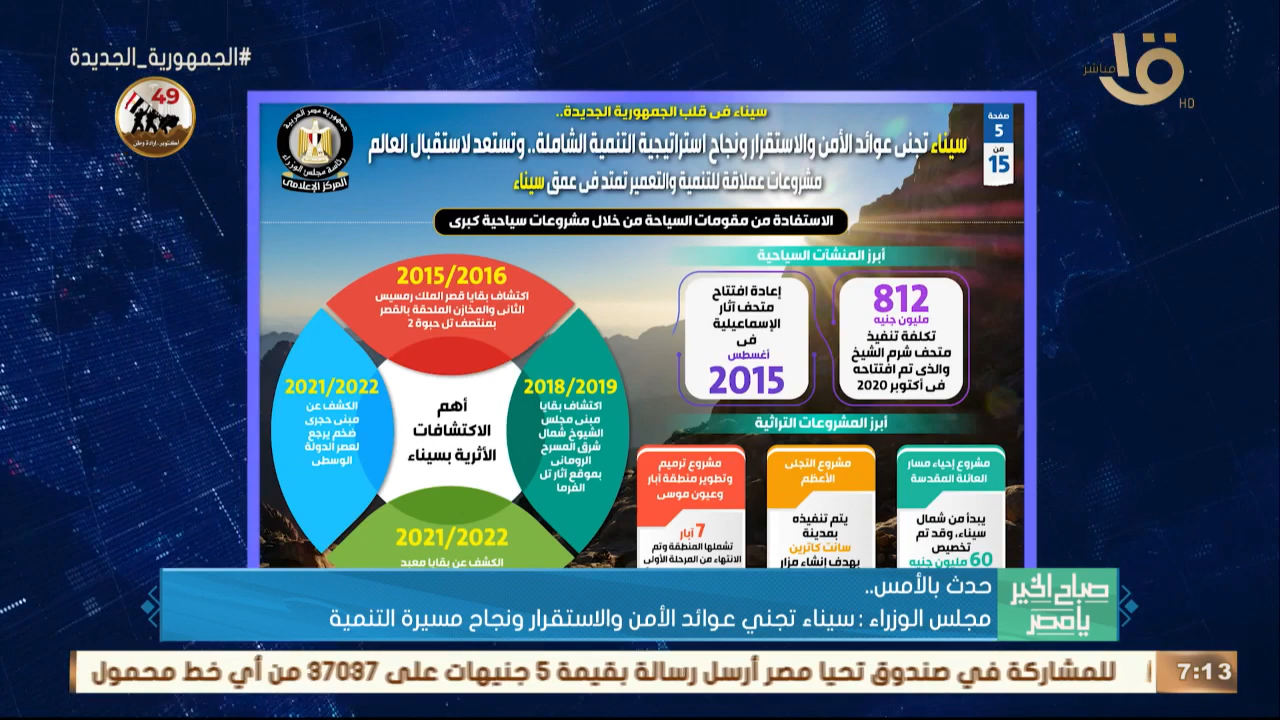 #الجمهورية_الجديدة
مباشر
HD
49
أكتوبر.. إرادة وطن
جمهورية مصر العربية
رئاسة مجلس الوزراء
المركز الإعلامى
صفحة
5
من
15
سيناء فى قلب الجمهورية الجديدة..
سيناء تجنى عوائد الأمن والاستقرار ونجاح استراتيجية التنمية الشاملة.. وتستعد لاستقبال العالم
مشروعات عملاقة للتنمية والتعمير تمتد فى عمق سيناء
الاستفادة من مقومات السياحة من خلال مشروعات سياحية كبرى
أبرز المنشآت السياحية
812
مليون جنيه
تكلفة تنفيذ
متحف شرم الشيخ
والذى تم افتتاحه
فى أكتوبر 2020
إعادة افتتاح
متحف آثار
الإسماعيلية
فى
أغسطس
2015
أبرز المشروعات التراثية
مشروع إحياء مسار
العائلة المقدسة
يبدأ من شمال
سيناء، وقد تم
تخصيص
60 مليون جنيه
مشروع التجلى
الأعظم
يتم تنفيذه
بمدينة
سانت كاترين
بهدف إنشاء مزار
مشروع ترميم
وتطوير منطقة آبار
وعيون موسى
7 آبار
تشملها المنطقة وتم
الانتهاء من المرحلة الأولى
أهم
الاكتشافات
الأثرية بسيناء
2015/2016
اكتشاف بقايا قصر الملك رمسيس
الثانى والمخازن الملحقة بالقصر
بمنتصف تل حبوة 2
2018/2019
اكتشاف بقايا
مبنى مجلس
الشيوخ شمال
شرق المسرح
الرومانى
بموقع آثار تل
الفرما
2021/2022
الكشف عن
مبنى حجرى
ضخم يرجع
لعصر الدولة
الوسطى
2021/2022
الكشف عن بقايا معبد
صباح الخير
يا مصر
حدث بالأمس..
مجلس الوزراء : سيناء تجني عوائد الأمن والاستقرار ونجاح مسيرة التنمية
للمشاركة في صندوق تحيا مصر أرسل رسالة بقيمة 5 جنيهات على 37037 من أي خط محمول
7:13